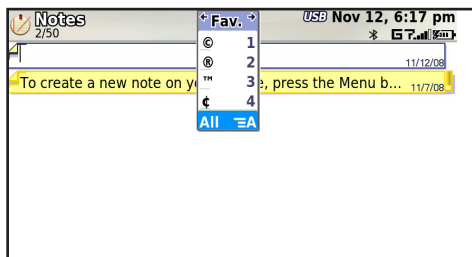 Notes
2/50
Fav.
USB Nov 12, 6:17 pm
G
© 1
® 2
™ 3
¢ 4
All A
11/12/08
To create a new note on y e, press the Menu b... 11/7/08